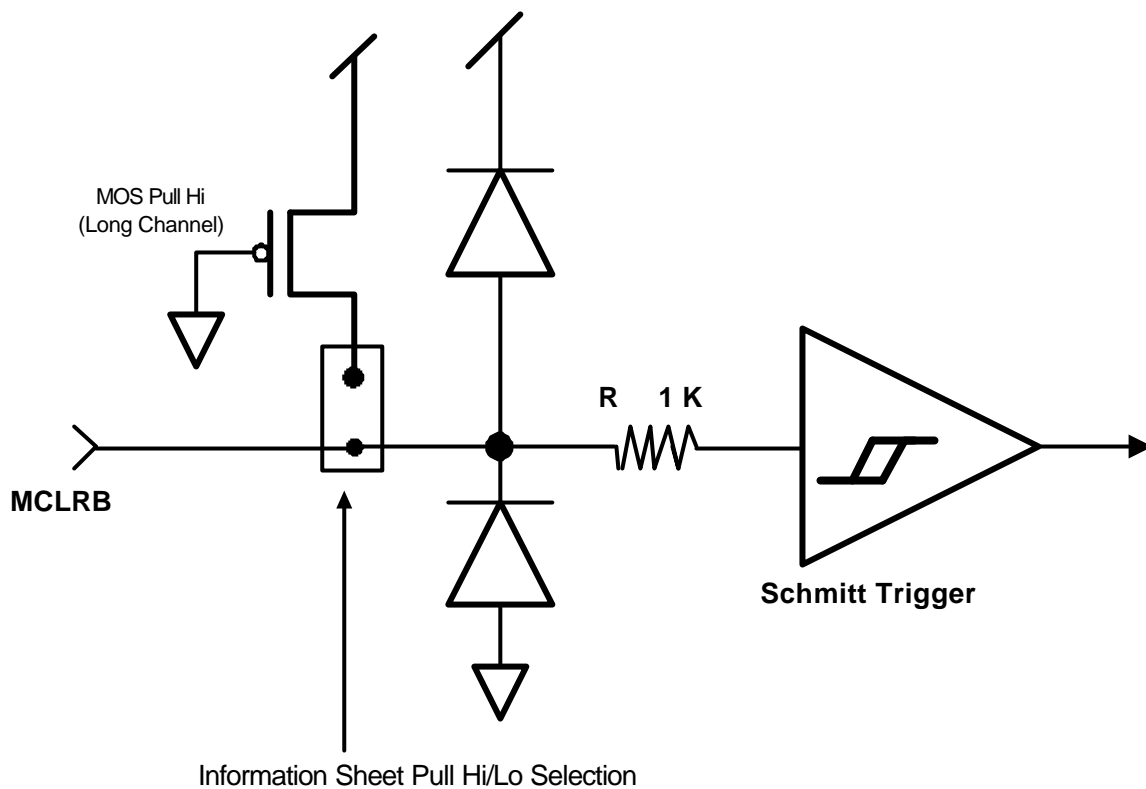 MOS Pull Hi
(Long Channel)
R 1 K
MCLRB
Schmitt Trigger
Information Sheet Pull Hi/Lo Selection